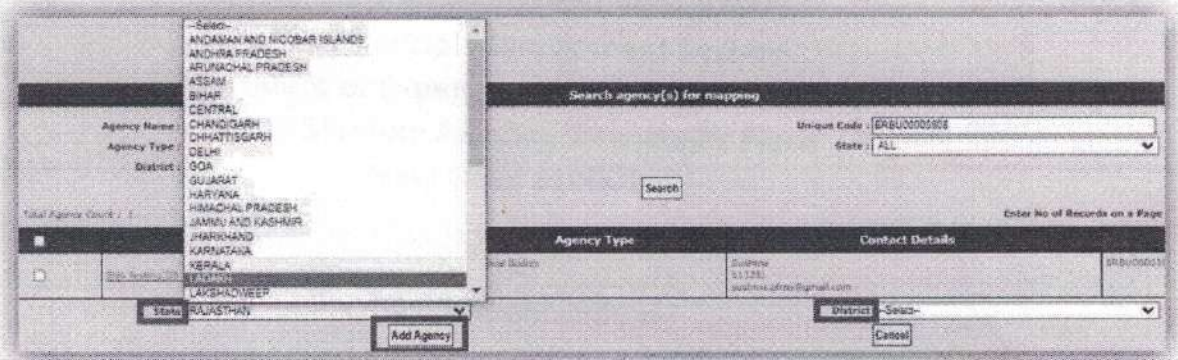 --Select--
ANDAMAN AND NICOBAR ISLANDS
ANDHRA PRADESH
ARUNACHAL PRADESH
ASSAM
BIHAR
CENTRAL
CHANDIGARH
CHHATTISGARH
DELHI
GOA
GUJARAT
HARYANA
HIMACHAL PRADESH
JAMMU AND KASHMIR
JHARKHAND
KARNATAKA
KERALA
LADAKH
LAKSHADWEEP
Search agency(s) for mapping
Agency Name :
Unique Code :
Agency Type :
State : ALL
District :
Search
Total Agency Count : 1
Enter No of Records on a Page
Agency Type
Contact Details
State RAJASTHAN
District --Select--
Add Agency
Cancel